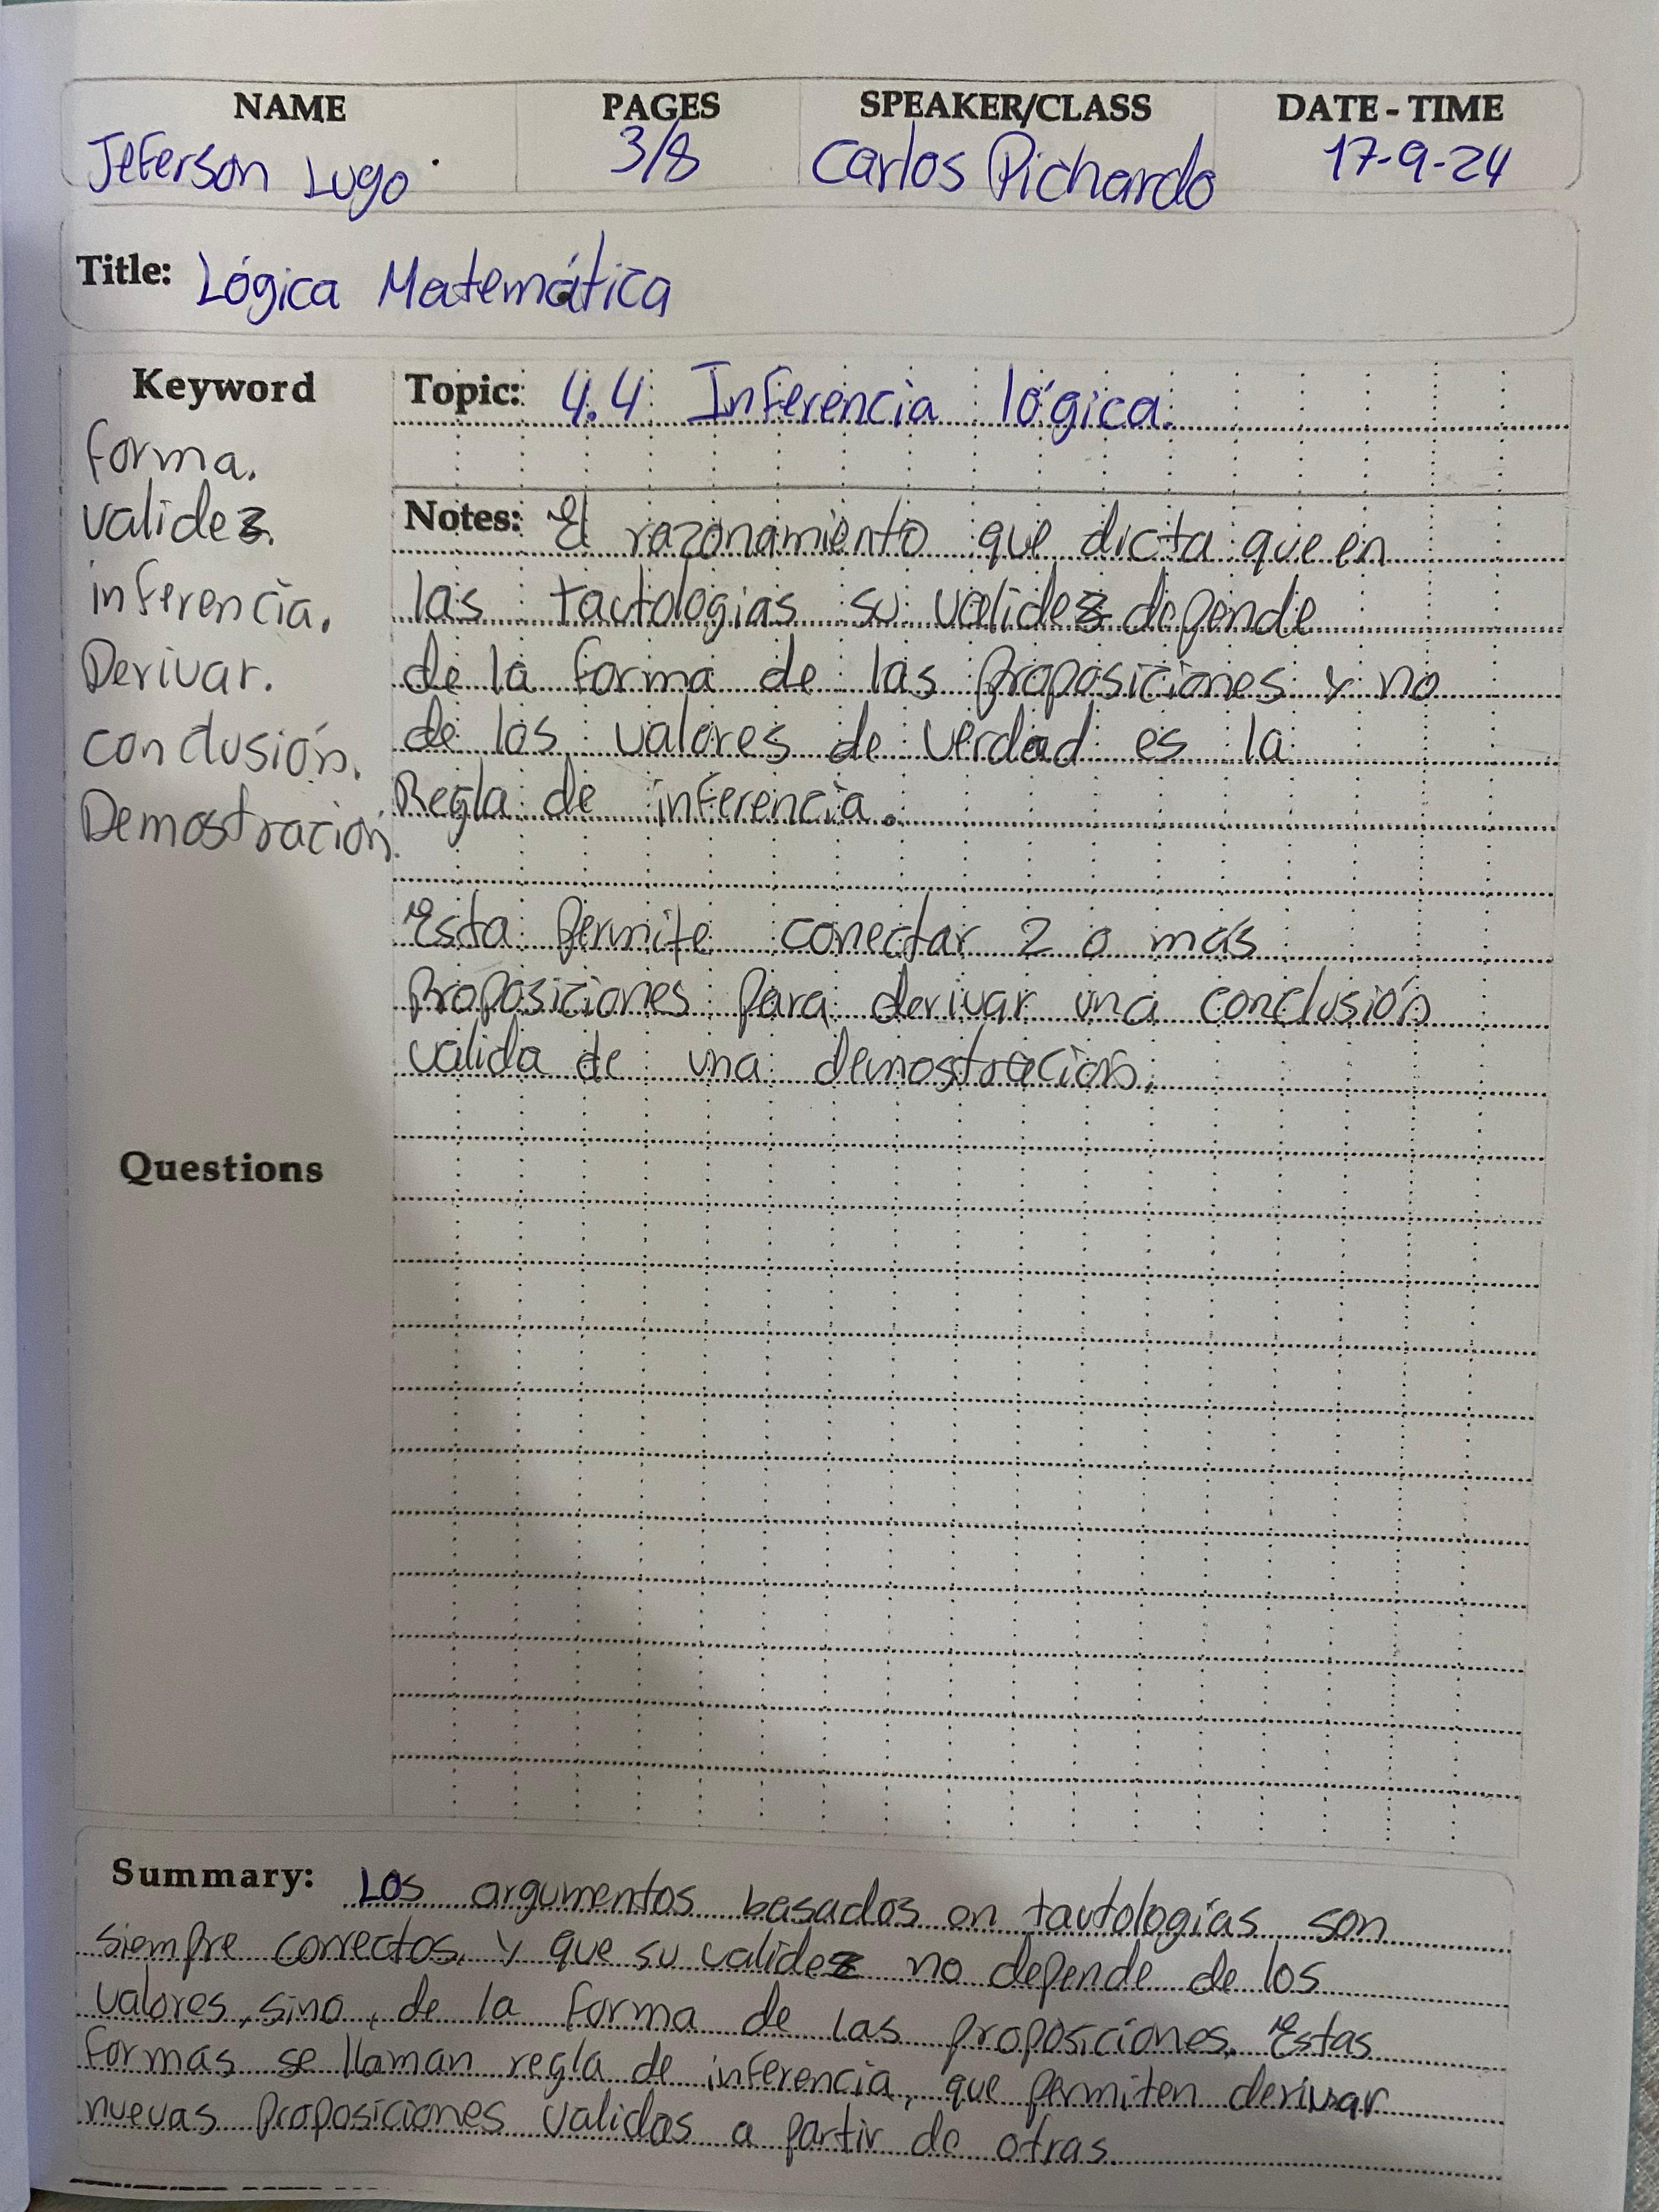 NAME PAGES SPEAKER/CLASS DATE - TIME
Jeferson Lugo 3/8 Carlos Pichardo 17-9-24
Title: Lógica Matemática
Keyword
forma.
validez.
inferencia.
Derivar.
conclusión.
Demostración.
Topic: 4.4 Inferencia lógica.
Notes: El razonamiento que dicta que en
las tautologias su validez depende
de la forma de las proposiciones y no
de los valores de verdad es la
Regla de inferencia.
Esta permite conectar 2 o mas
proposiciones para derivar una conclusión
valida de una demostración.
Questions
Summary: Los argumentos basados en tautologías son
siempre correctos, y que su validez no depende de los
valores, sino, de la forma de las proposiciones. Estas
formas se llaman regla de inferencia, que permiten derivar
nuevas proposiciones validas a partir de otras.